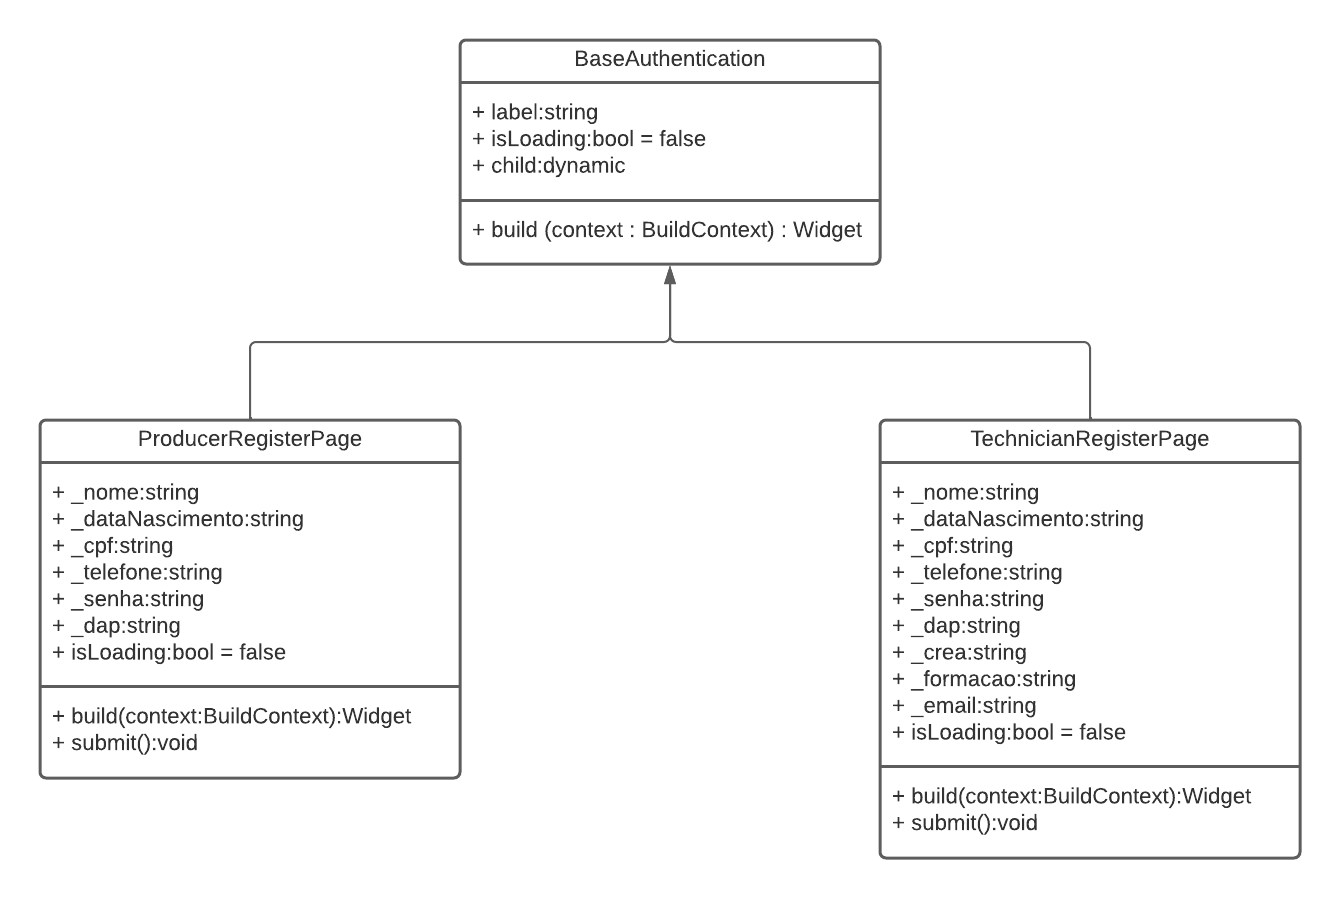 BaseAuthentication
+ label:string
+ isLoading:bool = false
+ child:dynamic
+ build (context : BuildContext) : Widget
ProducerRegisterPage
+ _nome:string
+ _dataNascimento:string
+ _cpf:string
+ _telefone:string
+ _senha:string
+ _dap:string
+ isLoading:bool = false
+ build(context:BuildContext):Widget
+ submit():void
TechnicianRegisterPage
+ _nome:string
+ _dataNascimento:string
+ _cpf:string
+ _telefone:string
+ _senha:string
+ _dap:string
+ _crea:string
+ _formacao:string
+ _email:string
+ isLoading:bool = false
+ build(context:BuildContext):Widget
+ submit():void